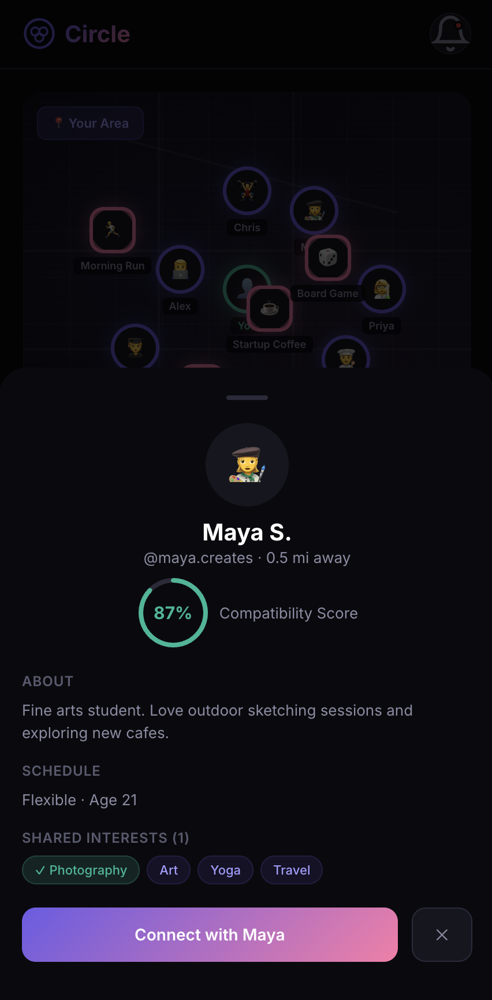 Circle
Your Area
Chris
Morning Run
Board Game
Alex
Priya
Startup Coffee
Maya S.
@maya.creates · 0.5 mi away
87%
Compatibility Score
ABOUT
Fine arts student. Love outdoor sketching sessions and
exploring new cafes.
SCHEDULE
Flexible · Age 21
SHARED INTERESTS (1)
✓ Photography
Art
Yoga
Travel
Connect with Maya